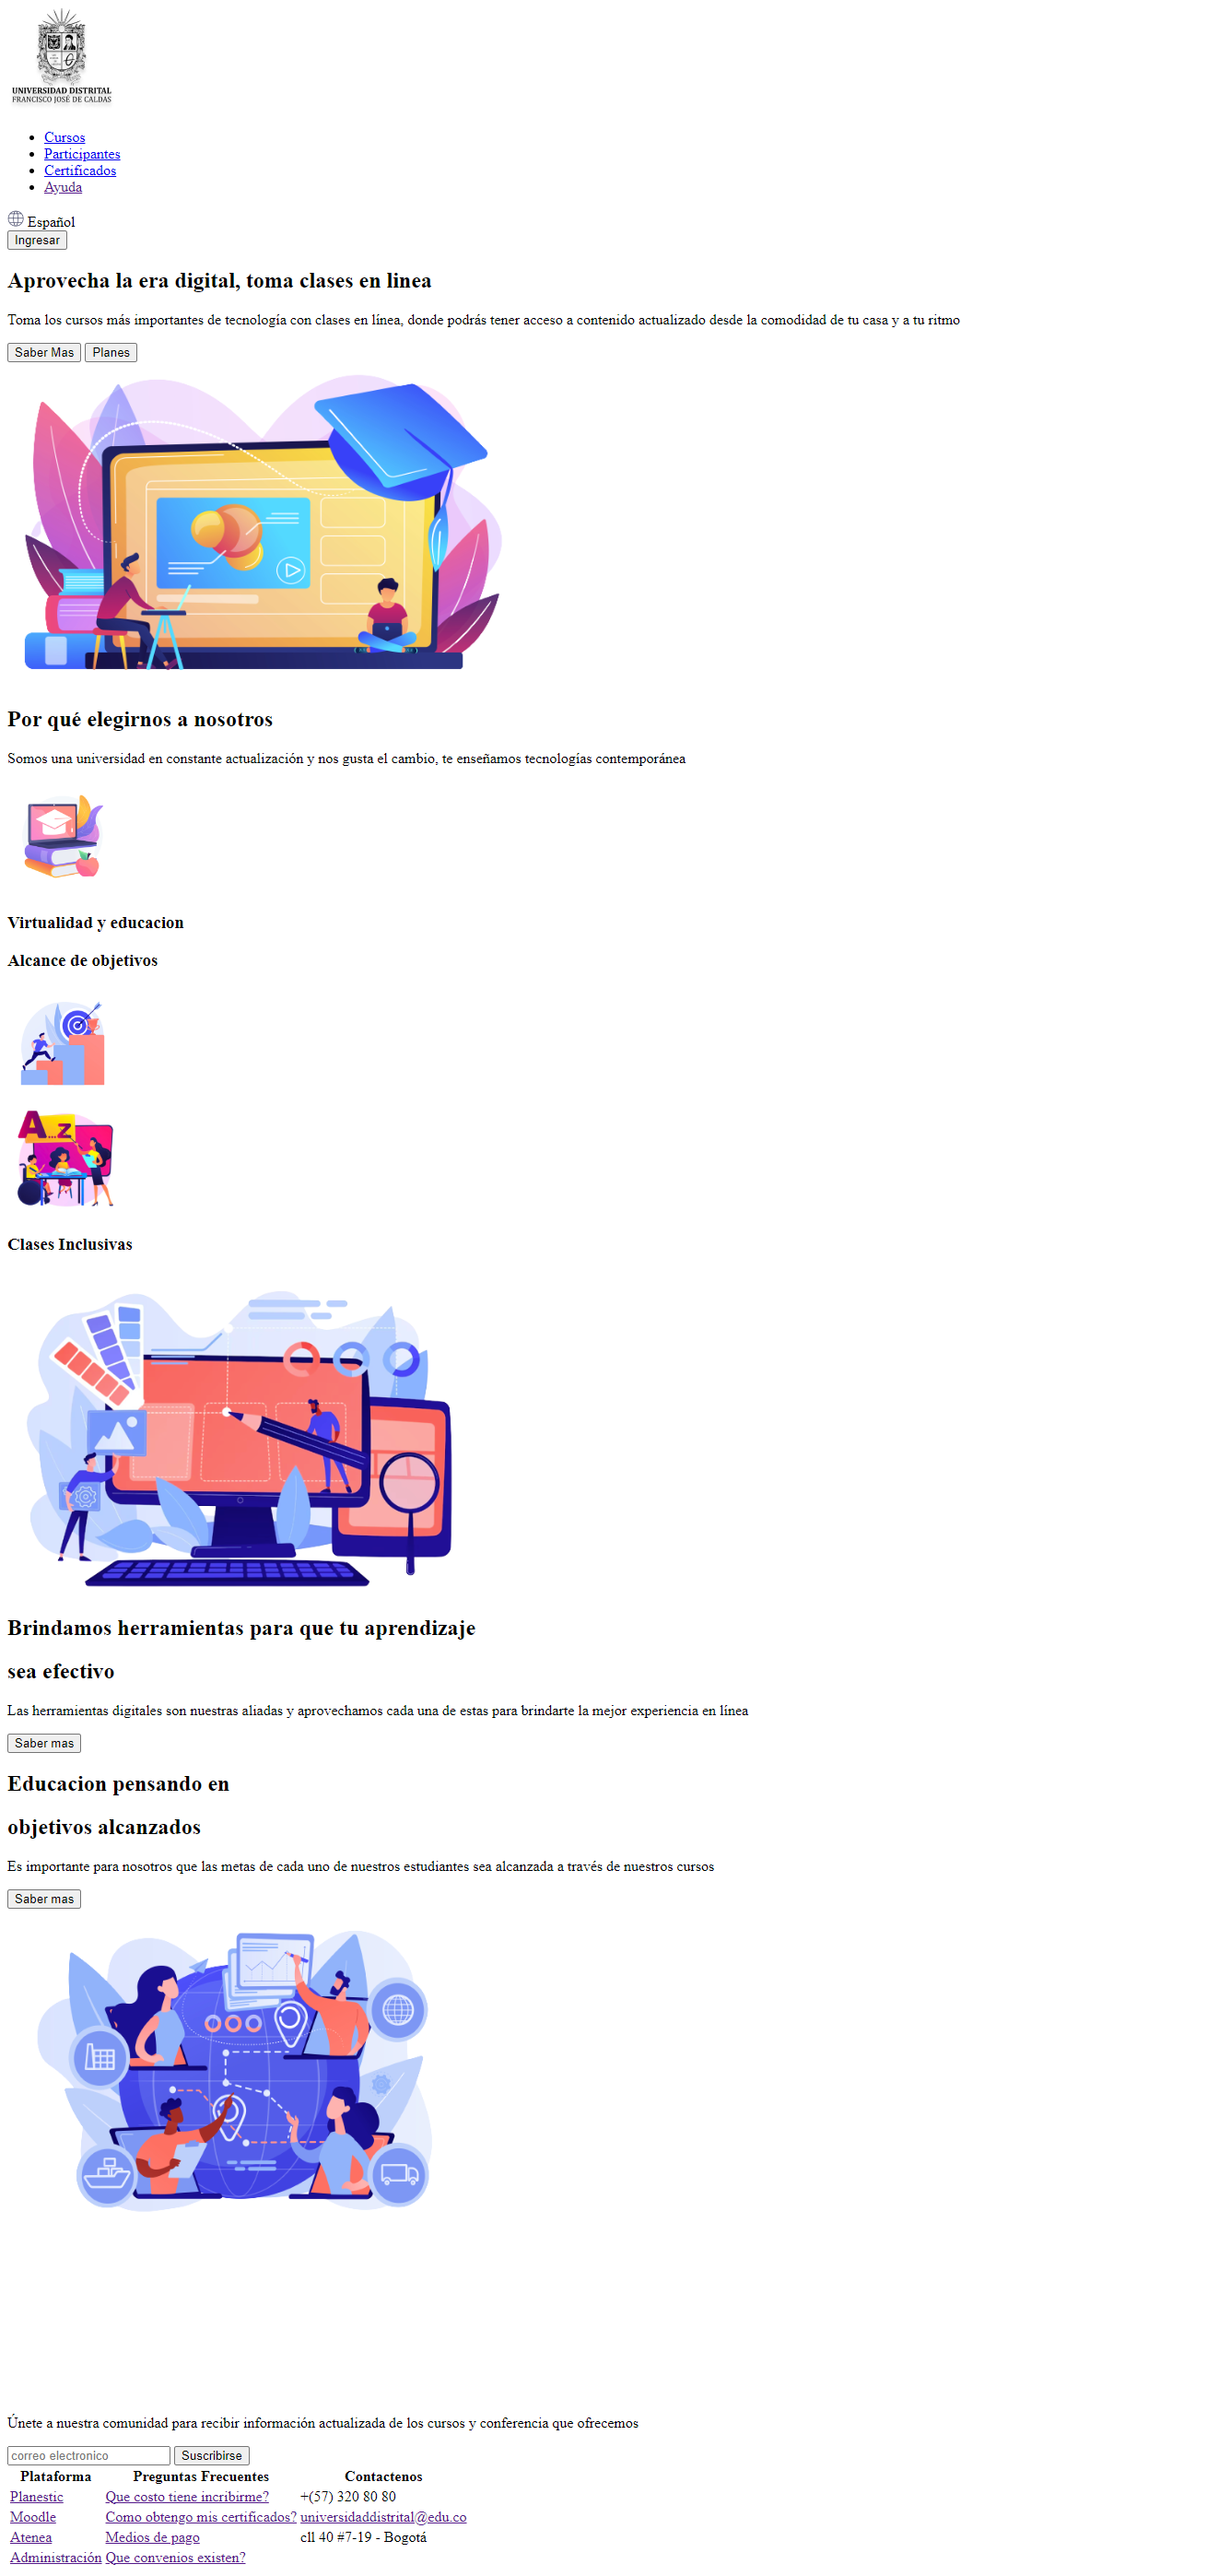 UNIVERSIDAD DISTRITAL
FRANCISCO JOSÉ DE CALDAS
Cursos
Participantes
Certificados
Ayuda
Español
Ingresar
Aprovecha la era digital, toma clases en linea
Toma los cursos más importantes de tecnología con clases en línea, donde podrás tener acceso a contenido actualizado desde la comodidad de tu casa y a tu ritmo
Saber Mas Planes
Por qué elegirnos a nosotros
Somos una universidad en constante actualización y nos gusta el cambio, te enseñamos tecnologías contemporánea
Virtualidad y educacion
Alcance de objetivos
A...Z
Clases Inclusivas
Brindamos herramientas para que tu aprendizaje
sea efectivo
Las herramientas digitales son nuestras aliadas y aprovechamos cada una de estas para brindarte la mejor experiencia en línea
Saber mas
Educacion pensando en
objetivos alcanzados
Es importante para nosotros que las metas de cada uno de nuestros estudiantes sea alcanzada a través de nuestros cursos
Saber mas
Únete a nuestra comunidad para recibir información actualizada de los cursos y conferencia que ofrecemos
correo electronico Suscribirse
Plataforma Preguntas Frecuentes Contactenos
Planestic Que costo tiene incribirme? +(57) 320 80 80
Moodle Como obtengo mis certificados? universidaddistrital@edu.co
Atenea Medios de pago cll 40 #7-19 - Bogotá
Administración Que convenios existen?